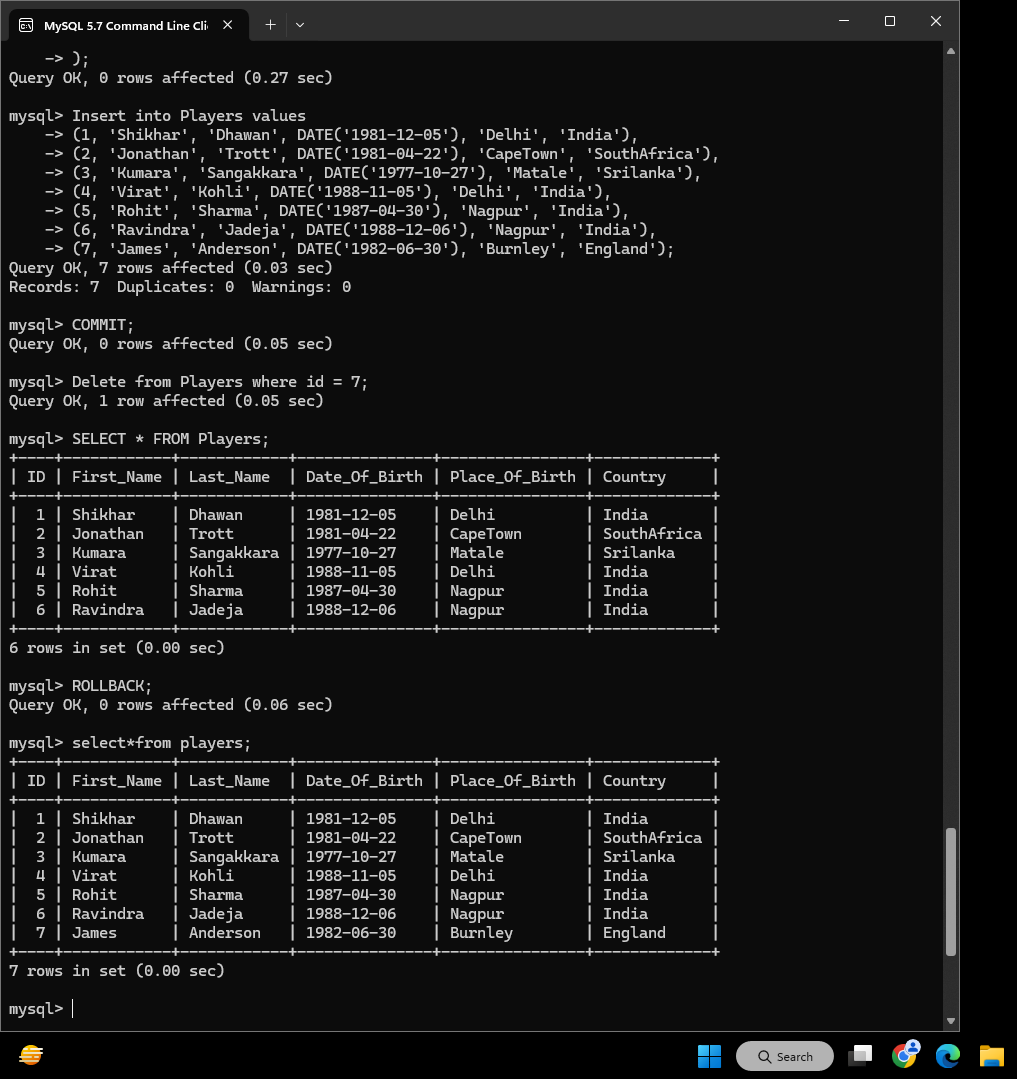 MySQL 5.7 Command Line Cli
    -> );
Query OK, 0 rows affected (0.27 sec)
mysql> Insert into Players values
    -> (1, 'Shikhar', 'Dhawan', DATE('1981-12-05'), 'Delhi', 'India'),
    -> (2, 'Jonathan', 'Trott', DATE('1981-04-22'), 'CapeTown', 'SouthAfrica'),
    -> (3, 'Kumara', 'Sangakkara', DATE('1977-10-27'), 'Matale', 'Srilanka'),
    -> (4, 'Virat', 'Kohli', DATE('1988-11-05'), 'Delhi', 'India'),
    -> (5, 'Rohit', 'Sharma', DATE('1987-04-30'), 'Nagpur', 'India'),
    -> (6, 'Ravindra', 'Jadeja', DATE('1988-12-06'), 'Nagpur', 'India'),
    -> (7, 'James', 'Anderson', DATE('1982-06-30'), 'Burnley', 'England');
Query OK, 7 rows affected (0.03 sec)
Records: 7  Duplicates: 0  Warnings: 0
mysql> COMMIT;
Query OK, 0 rows affected (0.05 sec)
mysql> Delete from Players where id = 7;
Query OK, 1 row affected (0.05 sec)
mysql> SELECT * FROM Players;
+----+------------+------------+---------------+----------------+-------------+
| ID | First_Name | Last_Name  | Date_Of_Birth | Place_Of_Birth | Country     |
+----+------------+------------+---------------+----------------+-------------+
|  1 | Shikhar    | Dhawan     | 1981-12-05    | Delhi          | India       |
|  2 | Jonathan   | Trott      | 1981-04-22    | CapeTown       | SouthAfrica |
|  3 | Kumara     | Sangakkara | 1977-10-27    | Matale         | Srilanka    |
|  4 | Virat      | Kohli      | 1988-11-05    | Delhi          | India       |
|  5 | Rohit      | Sharma     | 1987-04-30    | Nagpur         | India       |
|  6 | Ravindra   | Jadeja     | 1988-12-06    | Nagpur         | India       |
+----+------------+------------+---------------+----------------+-------------+
6 rows in set (0.00 sec)
mysql> ROLLBACK;
Query OK, 0 rows affected (0.06 sec)
mysql> select*from players;
+----+------------+------------+---------------+----------------+-------------+
| ID | First_Name | Last_Name  | Date_Of_Birth | Place_Of_Birth | Country     |
+----+------------+------------+---------------+----------------+-------------+
|  1 | Shikhar    | Dhawan     | 1981-12-05    | Delhi          | India       |
|  2 | Jonathan   | Trott      | 1981-04-22    | CapeTown       | SouthAfrica |
|  3 | Kumara     | Sangakkara | 1977-10-27    | Matale         | Srilanka    |
|  4 | Virat      | Kohli      | 1988-11-05    | Delhi          | India       |
|  5 | Rohit      | Sharma     | 1987-04-30    | Nagpur         | India       |
|  6 | Ravindra   | Jadeja     | 1988-12-06    | Nagpur         | India       |
|  7 | James      | Anderson   | 1982-06-30    | Burnley        | England     |
+----+------------+------------+---------------+----------------+-------------+
7 rows in set (0.00 sec)
mysql>
Search